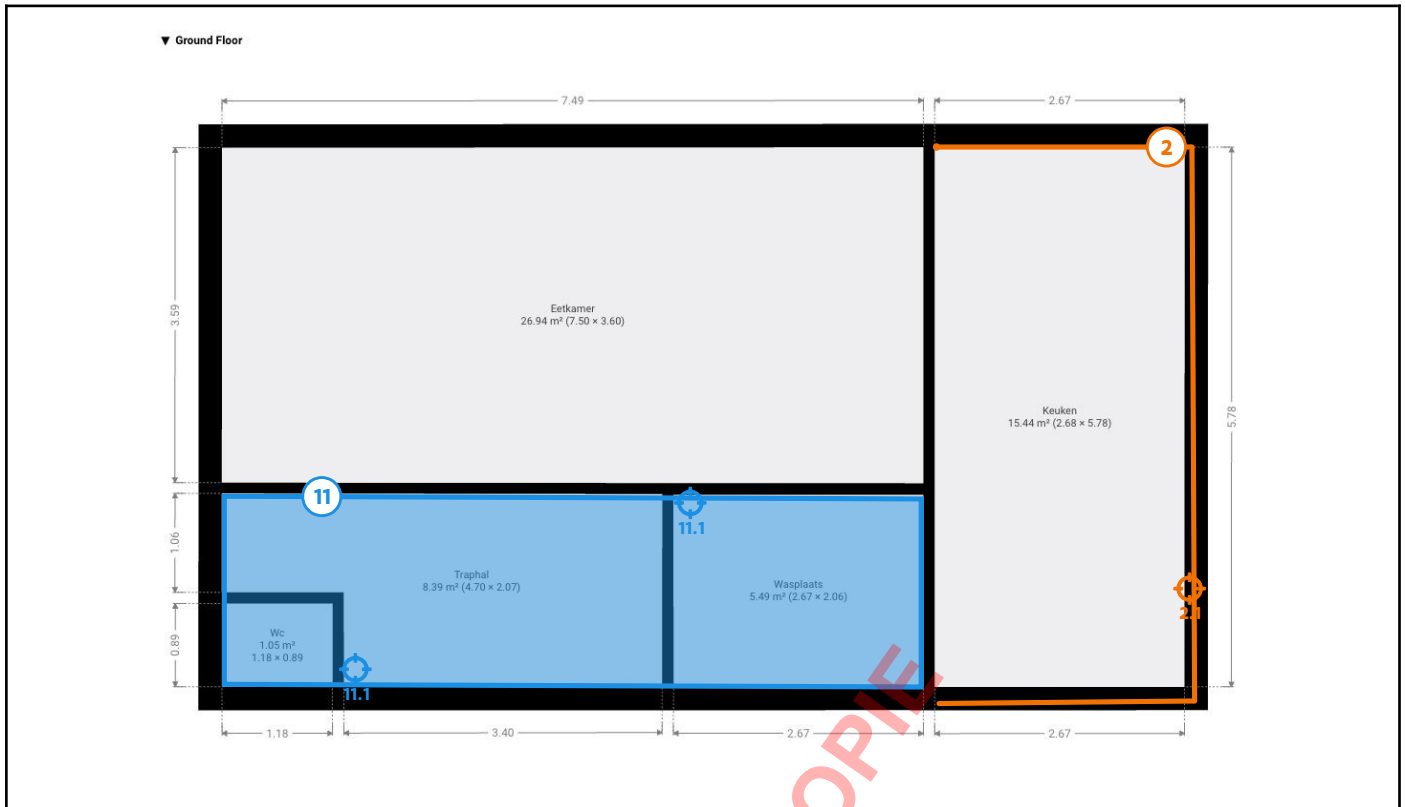 ▼ Ground Floor
7.49
2.67
2
3.59
Eetkamer
26.94 m² (7.50 × 3.60)
Keuken
15.44 m² (2.68 × 5.78)
5.78
11
11.1
1.06
Traphal
8.39 m² (4.70 × 2.07)
Wasplaats
5.49 m² (2.67 × 2.06)
2.1
0.89
Wc
1.05 m²
1.18 × 0.89
11.1
1.18
3.40
2.67
2.67
OPIE